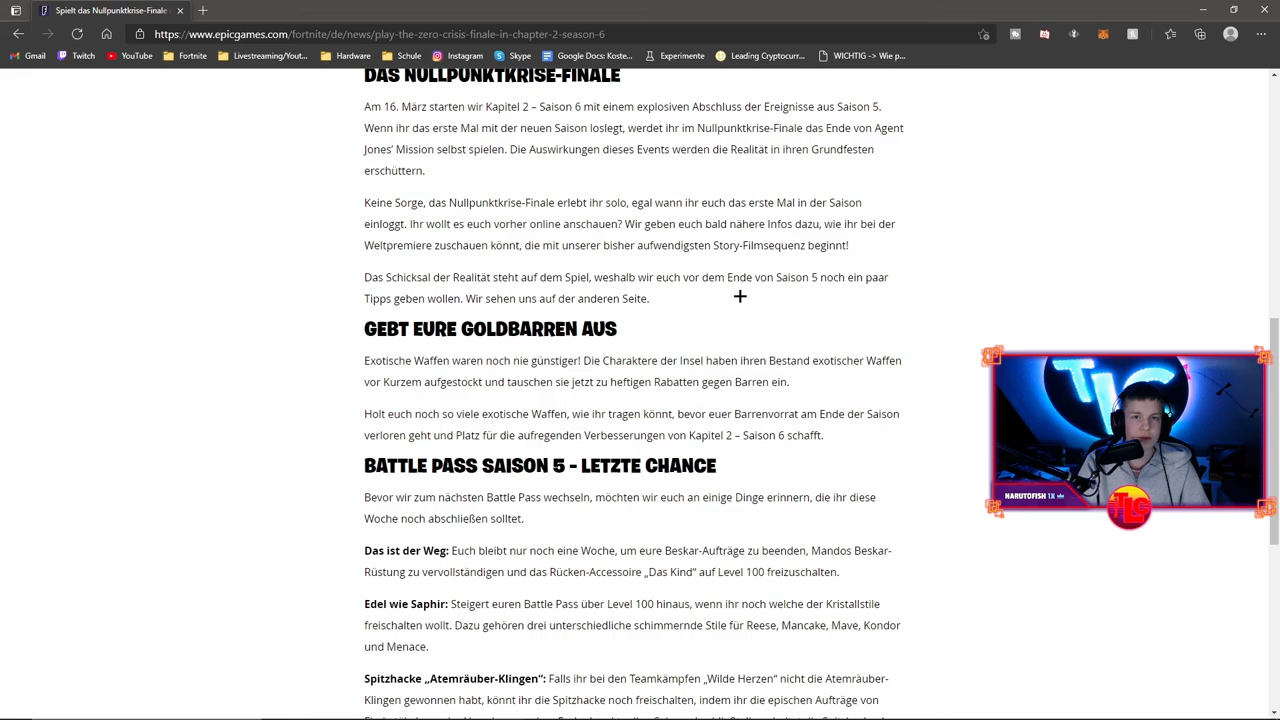 Spielt das Nullpunktkrise-Finale
https://www.epicgames.com/fortnite/de/news/play-the-zero-crisis-finale-in-chapter-2-season-6
Gmail Twitch YouTube Fortnite Livestreaming/Yout... Hardware Schule Instagram Skype Google Docs: Koste... Experimente Leading Cryptocurr... WICHTIG -> Wie p...
DAS NULLPUNKTKRISE-FINALE
Am 16. März starten wir Kapitel 2 – Saison 6 mit einem explosiven Abschluss der Ereignisse aus Saison 5.
Wenn ihr das erste Mal mit der neuen Saison loslegt, werdet ihr im Nullpunktkrise-Finale das Ende von Agent
Jones’ Mission selbst spielen. Die Auswirkungen dieses Events werden die Realität in ihren Grundfesten
erschüttern.
Keine Sorge, das Nullpunktkrise-Finale erlebt ihr solo, egal wann ihr euch das erste Mal in der Saison
einloggt. Ihr wollt es euch vorher online anschauen? Wir geben euch bald nähere Infos dazu, wie ihr bei der
Weltpremiere zuschauen könnt, die mit unserer bisher aufwendigsten Story-Filmsequenz beginnt!
Das Schicksal der Realität steht auf dem Spiel, weshalb wir euch vor dem Ende von Saison 5 noch ein paar
Tipps geben wollen. Wir sehen uns auf der anderen Seite.
GEBT EURE GOLDBARREN AUS
Exotische Waffen waren noch nie günstiger! Die Charaktere der Insel haben ihren Bestand exotischer Waffen
vor Kurzem aufgestockt und tauschen sie jetzt zu heftigen Rabatten gegen Barren ein.
Holt euch noch so viele exotische Waffen, wie ihr tragen könnt, bevor euer Barrenvorrat am Ende der Saison
verloren geht und Platz für die aufregenden Verbesserungen von Kapitel 2 – Saison 6 schafft.
BATTLE PASS SAISON 5 – LETZTE CHANCE
Bevor wir zum nächsten Battle Pass wechseln, möchten wir euch an einige Dinge erinnern, die ihr diese
Woche noch abschließen solltet.
Das ist der Weg: Euch bleibt nur noch eine Woche, um eure Beskar-Aufträge zu beenden, Mandos Beskar-
Rüstung zu vervollständigen und das Rücken-Accessoire „Das Kind“ auf Level 100 freizuschalten.
Edel wie Saphir: Steigert euren Battle Pass über Level 100 hinaus, wenn ihr noch welche der Kristallstile
freischalten wollt. Dazu gehören drei unterschiedliche schimmernde Stile für Reese, Mancake, Mave, Kondor
und Menace.
Spitzhacke „Atemräuber-Klingen“: Falls ihr bei den Teamkämpfen „Wilde Herzen“ nicht die Atemräuber-
Klingen gewonnen habt, könnt ihr die Spitzhacke noch freischalten, indem ihr die epischen Aufträge von
TLC
NARUTOFISH 1X
TLC